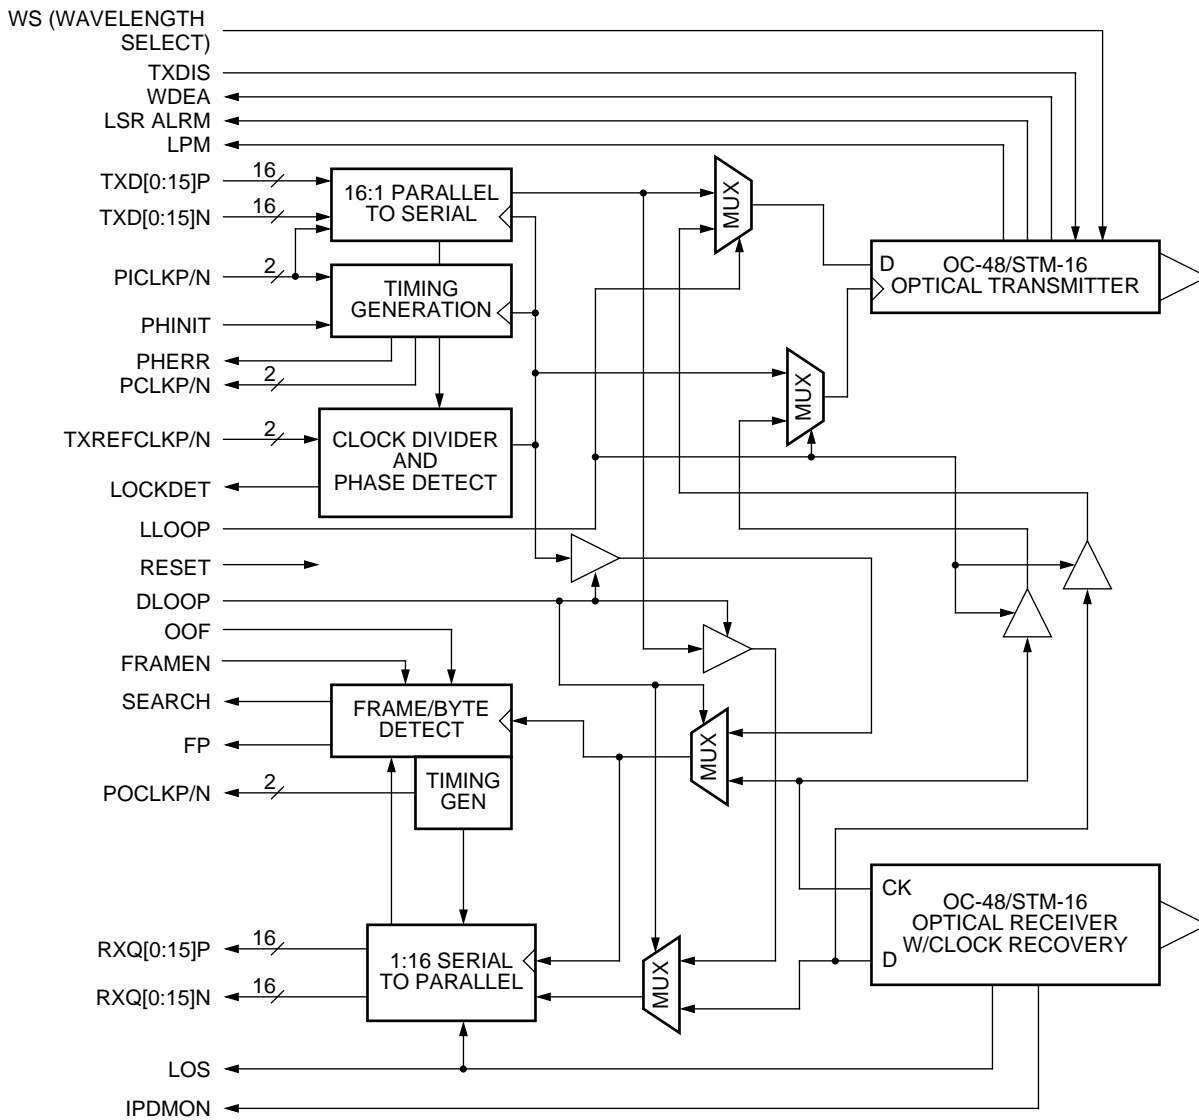 WS (WAVELENGTH
SELECT)
TXDIS
WDEA
LSR ALRM
LPM
TXD[0:15]P
16
TXD[0:15]N
16
PICLKP/N
2
PHINIT
PHERR
PCLKP/N
2
TXREFCLKP/N
2
LOCKDET
LLOOP
RESET
DLOOP
OOF
FRAMEN
SEARCH
FP
POCLKP/N
2
RXQ[0:15]P
16
RXQ[0:15]N
16
LOS
IPDMON
16:1 PARALLEL
TO SERIAL
TIMING
GENERATION
CLOCK DIVIDER
AND
PHASE DETECT
FRAME/BYTE
DETECT
TIMING
GEN
1:16 SERIAL
TO PARALLEL
MUX
MUX
MUX
MUX
D
OC-48/STM-16
OPTICAL TRANSMITTER
CK
OC-48/STM-16
OPTICAL RECEIVER
W/CLOCK RECOVERY
D